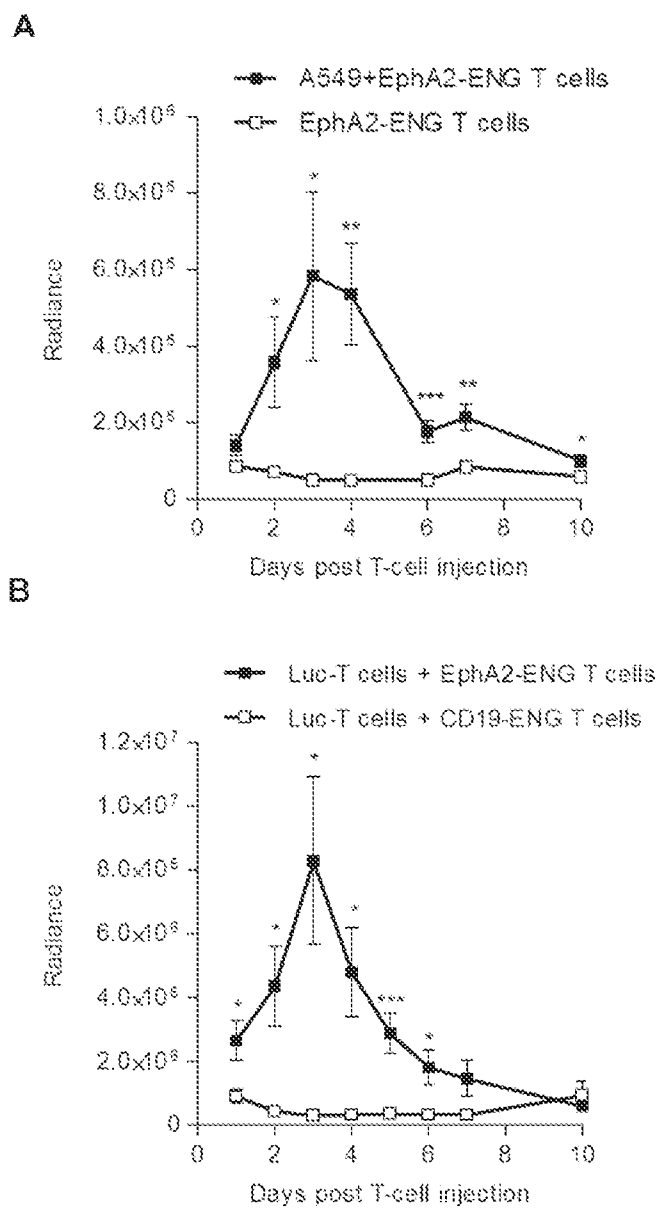 A
A549+EphA2-ENG T cells
EphA2-ENG T cells
1.0x10⁶
8.0x10⁵
6.0x10⁵
4.0x10⁵
2.0x10⁵
0
Radiance
*
*
**
***
**
*
0 2 4 6 8 10
Days post T-cell injection
B
Luc-T cells + EphA2-ENG T cells
Luc-T cells + CD19-ENG T cells
1.2x10⁷
1.0x10⁷
8.0x10⁶
6.0x10⁶
4.0x10⁶
2.0x10⁶
0
Radiance
*
*
*
*
***
*
0 2 4 6 8 10
Days post T-cell injection